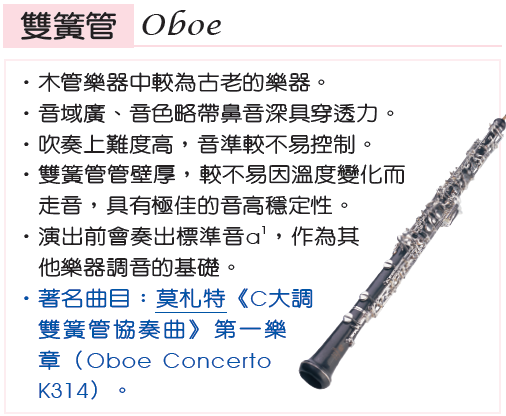 雙簧管 Oboe
・木管樂器中較為古老的樂器。
・音域廣、音色略帶鼻音深具穿透力。
・吹奏上難度高，音準較不易控制。
・雙簧管管壁厚，較不易因溫度變化而
走音，具有極佳的音高穩定性。
・演出前會奏出標準音a¹，作為其
他樂器調音的基礎。
・著名曲目：莫札特《C大調
雙簧管協奏曲》第一樂
章（Oboe Concerto
K314）。